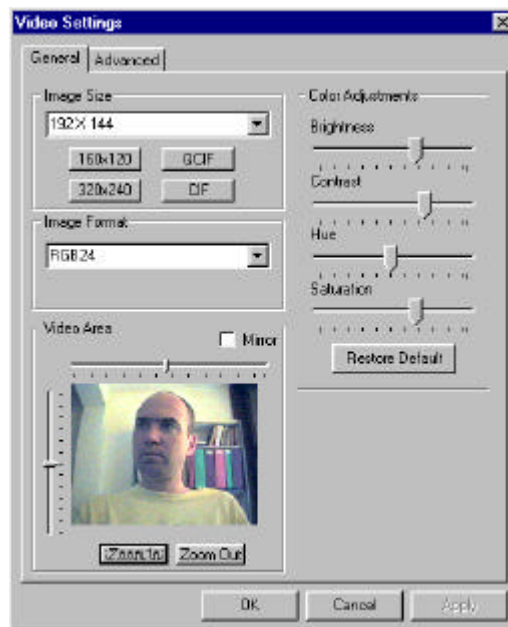 Video Settings
General
Advanced
Image Size
192X 144
160x120
QCIF
320x240
CIF
Image Format
RGB24
Video Area
Mirror
Zoom In
Zoom Out
Color Adjustments
Brightness
Contrast
Hue
Saturation
Restore Default
OK
Cancel
Apply